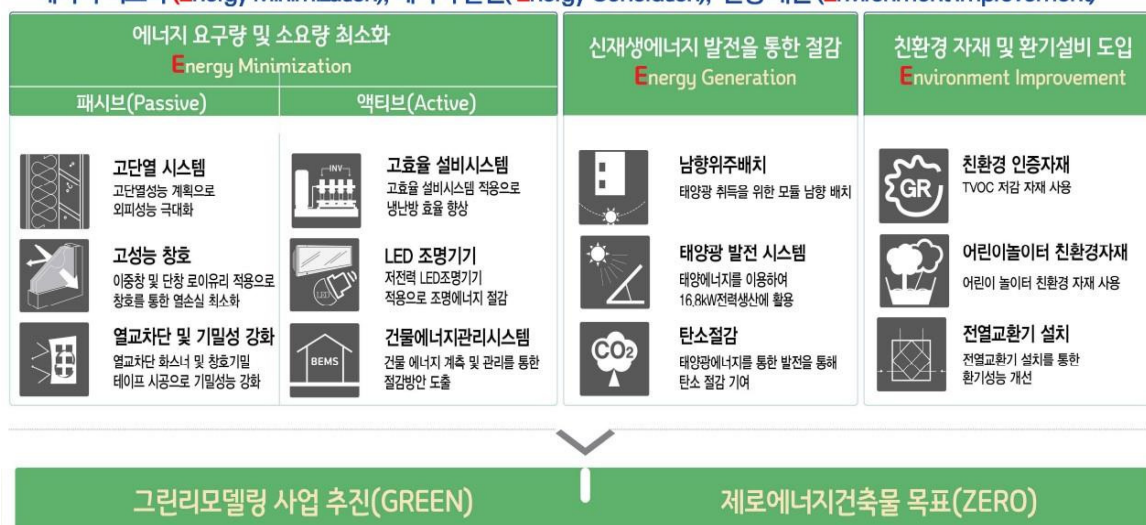 (Energy Minimization), (Energy Generation), (Environment Improvement)
에너지 요구량 및 소요량 최소화
Energy Minimization
패시브(Passive)
액티브(Active)
고단열 시스템
고단열성능 계획으로
외피성능 극대화
고성능 창호
이중창 및 단창 로이유리 적용으로
창호를 통한 열손실 최소화
열교차단 및 기밀성 강화
열교차단 화스너 및 창호기밀
테이프 시공으로 기밀성능 강화
INV
고효율 설비시스템
고효율 설비시스템 적용으로
냉난방 효율 향상
LED
LED 조명기기
저전력 LED조명기기
적용으로 조명에너지 절감
BEMS
건물에너지관리시스템
건물 에너지 계측 및 관리를 통한
절감방안 도출
신재생에너지 발전을 통한 절감
Energy Generation
남향위주배치
태양광 취득을 위한 모듈 남향 배치
태양광 발전 시스템
태양에너지를 이용하여
16.8kW전력생산에 활용
CO2
탄소절감
태양광에너지를 통한 발전을 통해
탄소 절감 기여
친환경 자재 및 환기설비 도입
Environment Improvement
GR
친환경 인증자재
TVOC 저감 자재 사용
어린이놀이터 친환경자재
어린이 놀이터 친환경 자재 사용
전열교환기 설치
전열교환기 설치를 통한
환기성능 개선
그린리모델링 사업 추진(GREEN)
제로에너지건축물 목표(ZERO)